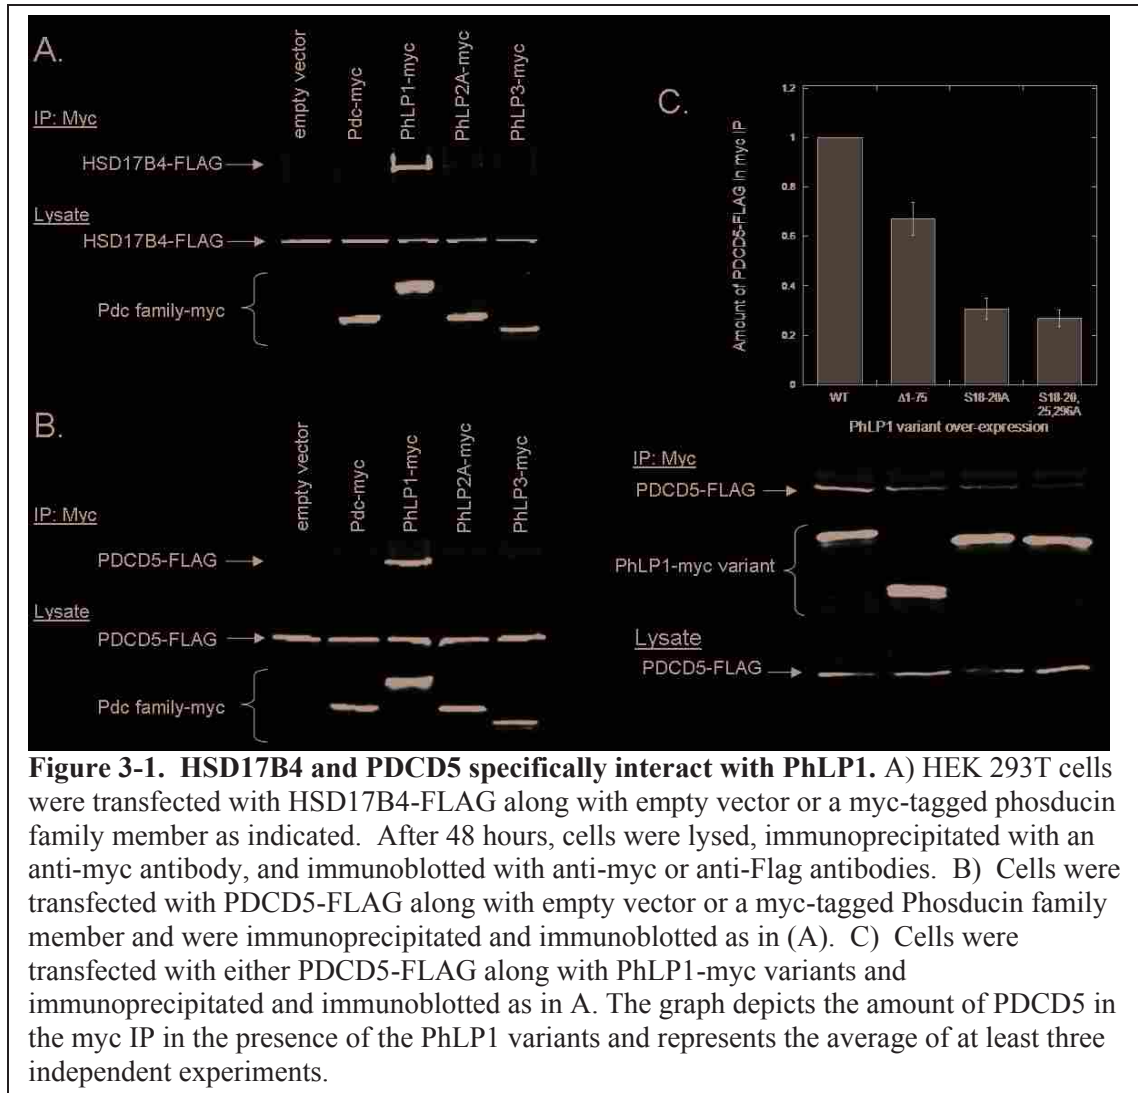 A.
empty vector
Pdc-myc
PhLP1-myc
PhLP2A-myc
PhLP3-myc
IP: Myc
HSD17B4-FLAG
Lysate
HSD17B4-FLAG
Pdc family-myc
B.
empty vector
Pdc-myc
PhLP1-myc
PhLP2A-myc
PhLP3-myc
IP: Myc
PDCD5-FLAG
Lysate
PDCD5-FLAG
Pdc family-myc
C.
Amount of PDCD5-FLAG in myc IP
1.2
1
0.8
0.6
0.4
0.2
0
WT
Δ1-75
S18-20A
S18-20,
25,296A
PhLP1 variant over-expression
IP: Myc
PDCD5-FLAG
PhLP1-myc variant
Lysate
PDCD5-FLAG
Figure 3-1. HSD17B4 and PDCD5 specifically interact with PhLP1. A) HEK 293T cells
were transfected with HSD17B4-FLAG along with empty vector or a myc-tagged phosducin
family member as indicated. After 48 hours, cells were lysed, immunoprecipitated with an
anti-myc antibody, and immunoblotted with anti-myc or anti-Flag antibodies. B) Cells were
transfected with PDCD5-FLAG along with empty vector or a myc-tagged Phosducin family
member and were immunoprecipitated and immunoblotted as in (A). C) Cells were
transfected with either PDCD5-FLAG along with PhLP1-myc variants and
immunoprecipitated and immunoblotted as in A. The graph depicts the amount of PDCD5 in
the myc IP in the presence of the PhLP1 variants and represents the average of at least three
independent experiments.